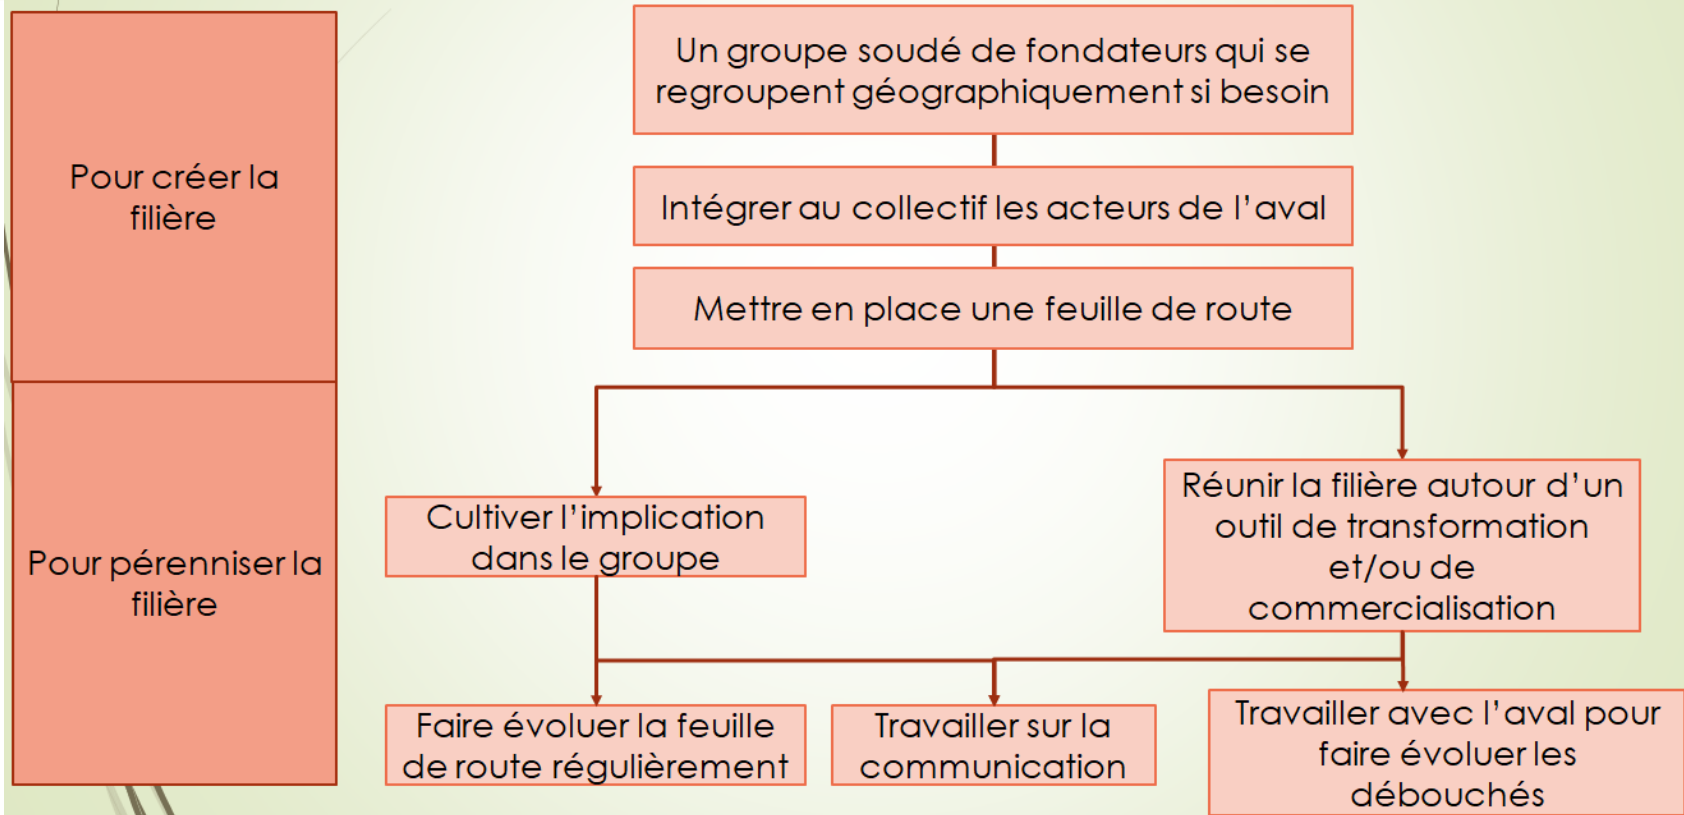 Pour créer la
filière
Un groupe soudé de fondateurs qui se
regroupent géographiquement si besoin
Intégrer au collectif les acteurs de l'aval
Mettre en place une feuille de route
Pour pérenniser la
filière
Cultiver l'implication
dans le groupe
Réunir la filière autour d'un
outil de transformation
et/ou de
commercialisation
Faire évoluer la feuille
de route régulièrement
Travailler sur la
communication
Travailler avec l'aval pour
faire évoluer les
débouchés